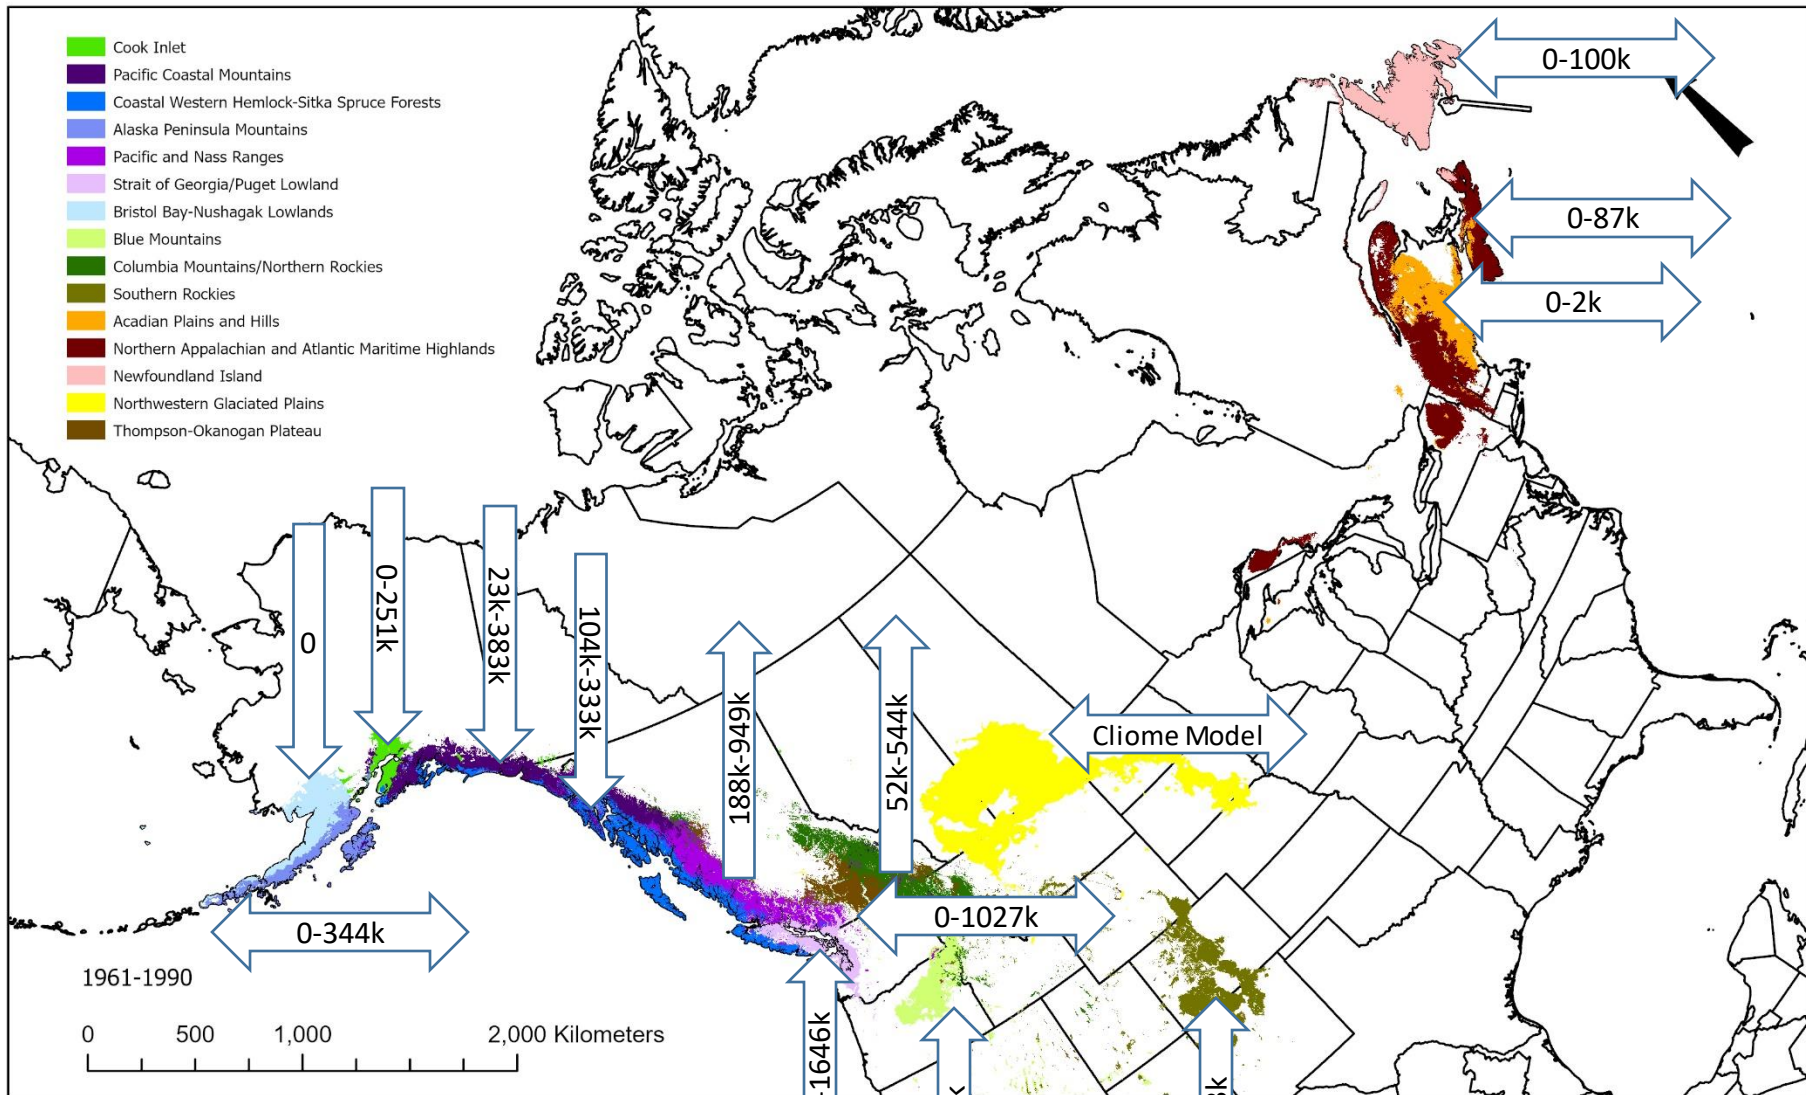 Cook Inlet
Pacific Coastal Mountains
Coastal Western Hemlock-Sitka Spruce Forests
Alaska Peninsula Mountains
Pacific and Nass Ranges
Strait of Georgia/Puget Lowland
Bristol Bay-Nushagak Lowlands
Blue Mountains
Columbia Mountains/Northern Rockies
Southern Rockies
Acadian Plains and Hills
Northern Appalachian and Atlantic Maritime Highlands
Newfoundland Island
Northwestern Glaciated Plains
Thompson-Okanogan Plateau
0-100k
0-87k
0-2k
0
0-251k
23k-383k
104k-333k
188k-949k
52k-544k
Cliome Model
0-344k
0-1027k
-1646k
1961-1990
0 500 1,000 2,000 Kilometers